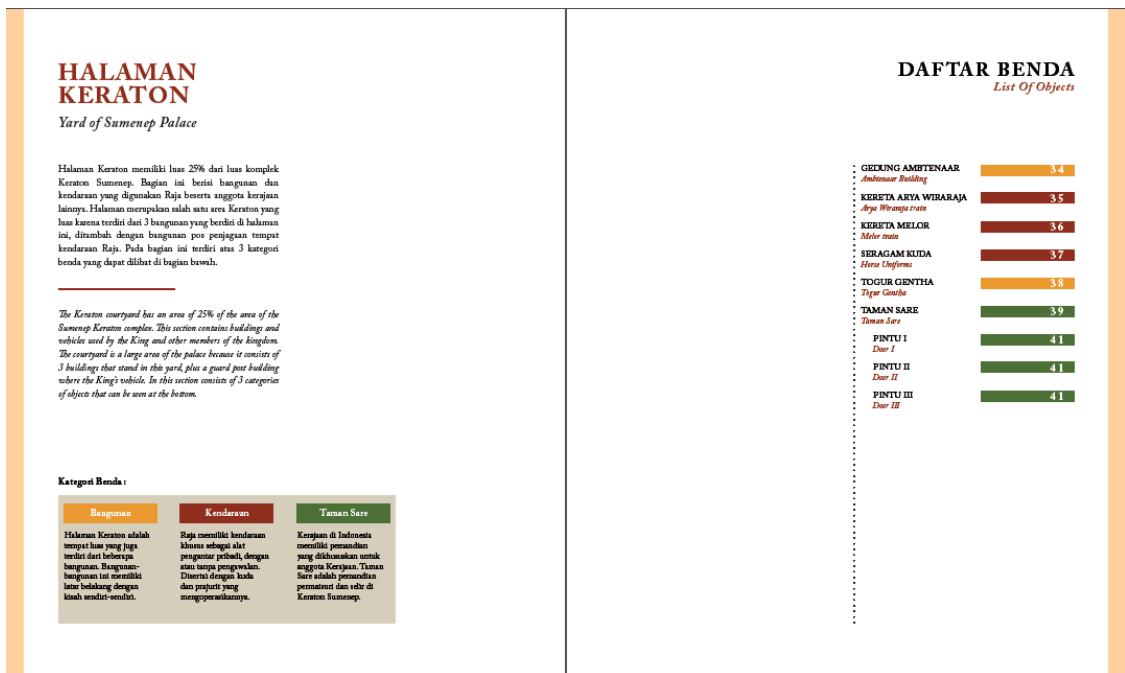 HALAMAN
KERATON
Yard of Sumenep Palace
Halaman Keraton memiliki luas 25% dari luas komplek
Keraton Sumenep. Bagian ini berisi bangunan dan
kendaraan yang digunakan Raja beserta anggota kerajaan
lainnya. Halaman merupakan salah satu area Keraton yang
luas karena terdiri dari 3 bangunan yang berdiri di halaman
ini, ditambah dengan bangunan pos penjagaan tempat
kendaraan Raja. Pada bagian ini terdiri atas 3 kategori
benda yang dapat dilihat di bagian bawah.
The Keraton courtyard has an area of 25% of the area of the
Sumenep Keraton complex. This section contains buildings and
vehicles used by the King and other members of the kingdom.
The courtyard is a large area of the palace because it consists of
3 buildings that stand in this yard, plus a guard post building
where the King's vehicle. In this section consists of 3 categories
of objects that can be seen at the bottom.
Kategori Benda :
Bangunan
Halaman Keraton adalah
tempat luas yang juga
terdiri dari beberapa
bangunan. Bangunan-
bangunan ini memiliki
latar belakang dengan
kisah sendiri-sendiri.
Kendaraan
Raja memiliki kendaraan
khusus sebagai alat
pengantar pribadi, dengan
atau tanpa pengawalan.
Disertai dengan kuda
dan prajurit yang
mengoperasikannya.
Taman Sare
Kerajaan di Indonesia
memiliki pemandian
yang dikhususkan untuk
anggota Kerajaan. Taman
Sare adalah pemandian
permaisuri dan selir di
Keraton Sumenep.
DAFTAR BENDA
List Of Objects
GEDUNG AMBTENAAR 34
Ambtenaar Building
KERETA ARYA WIRARAJA 35
Arya Wiraraja train
KERETA MELOR 36
Melor train
SERAGAM KUDA 37
Horse Uniforms
TOGUR GENTHA 38
Togur Gentha
TAMAN SARE 39
Taman Sare
PINTU I 41
Door I
PINTU II 41
Door II
PINTU III 41
Door III